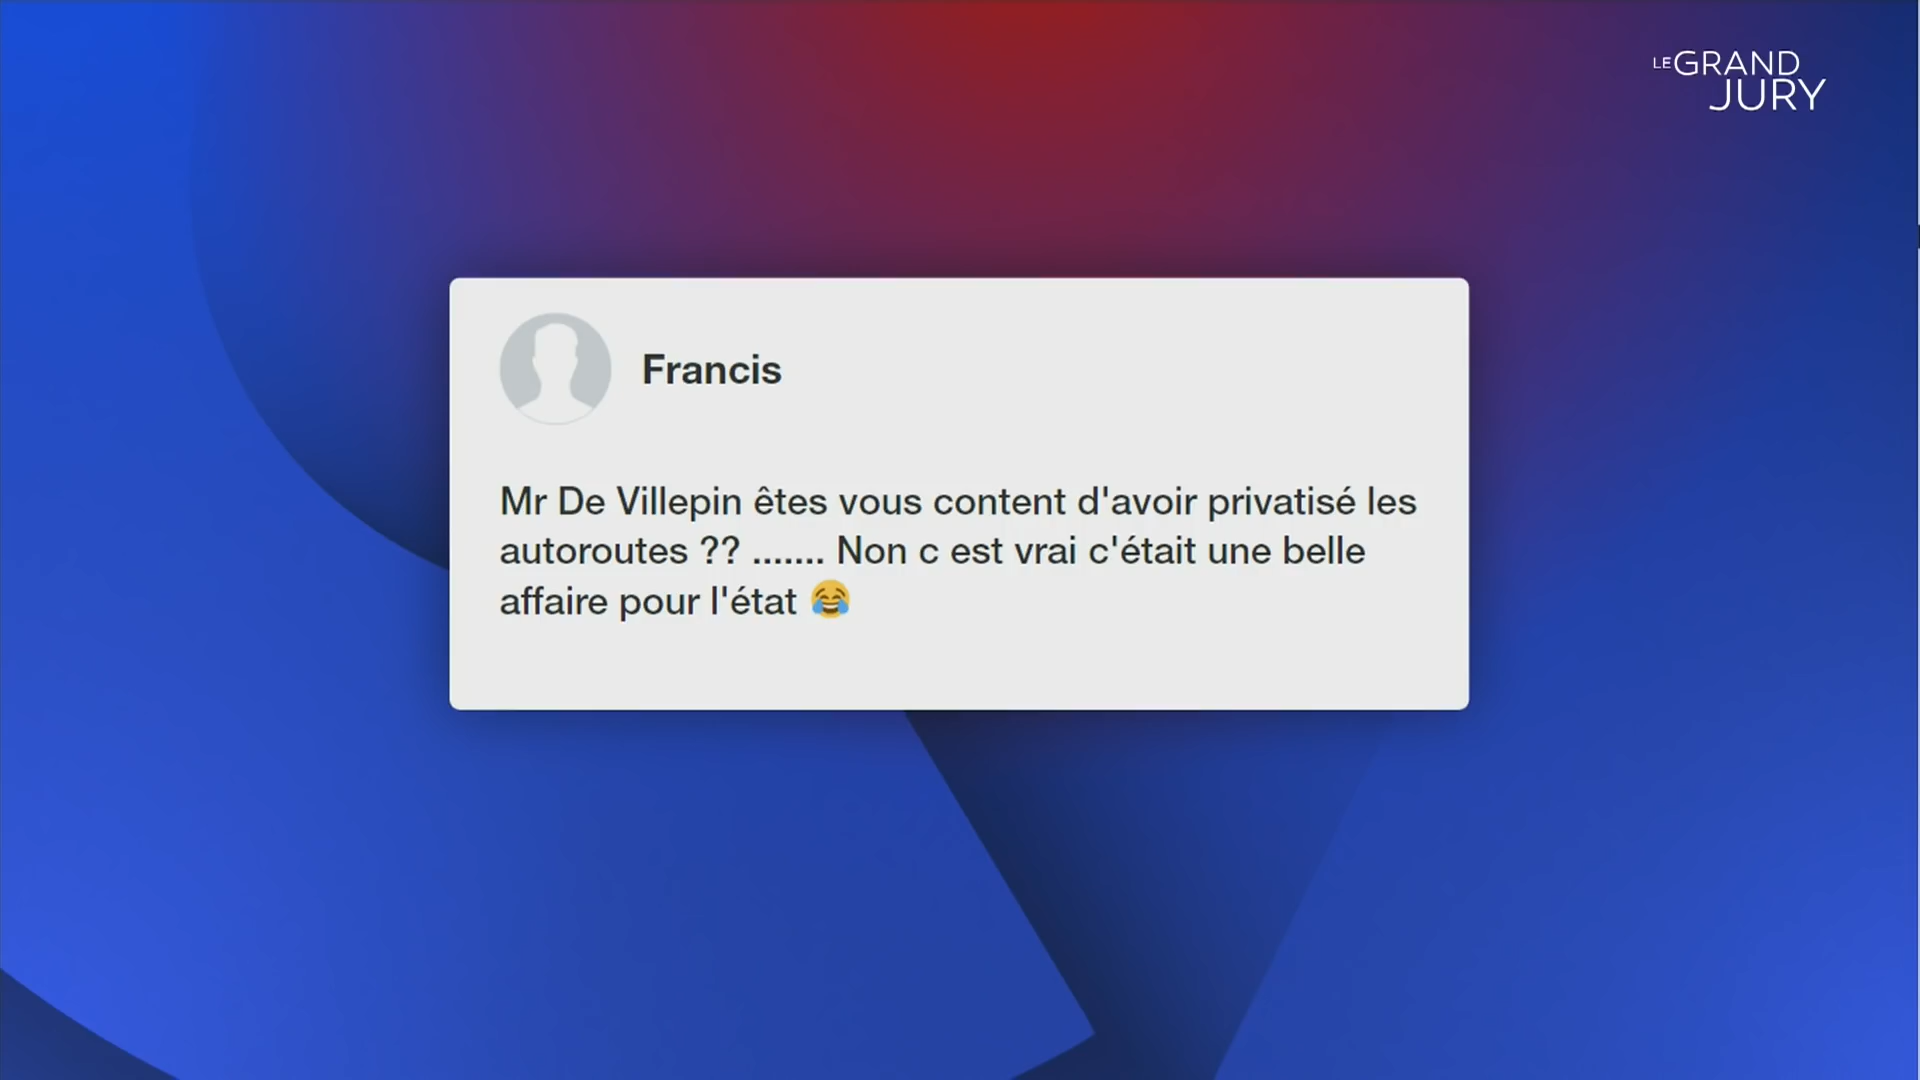 LE GRAND
JURY
Francis
Mr De Villepin êtes vous content d'avoir privatisé les
autoroutes ?? ....... Non c est vrai c'était une belle
affaire pour l'état 😂